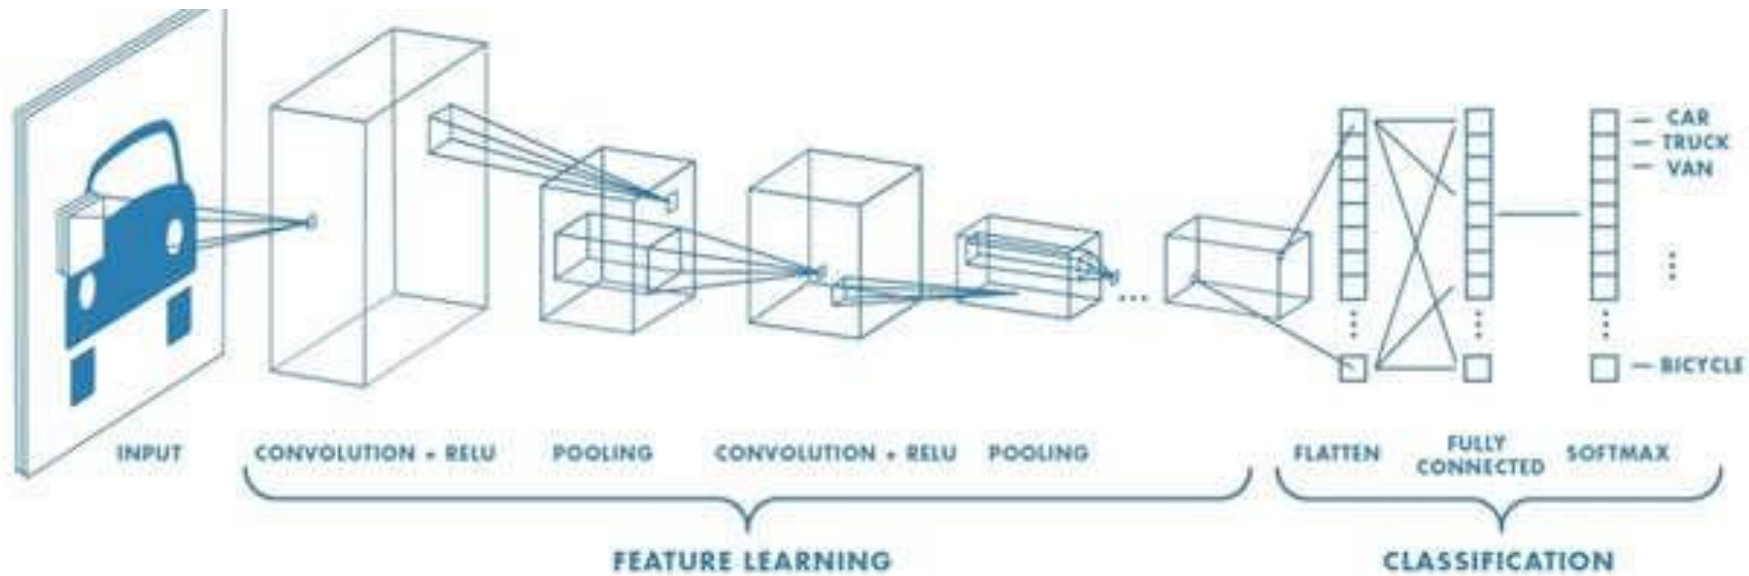 CAR
TRUCK
VAN
BICYCLE
INPUT
CONVOLUTION + RELU
POOLING
CONVOLUTION + RELU
POOLING
FLATTEN
FULLY
CONNECTED
SOFTMAX
FEATURE LEARNING
CLASSIFICATION